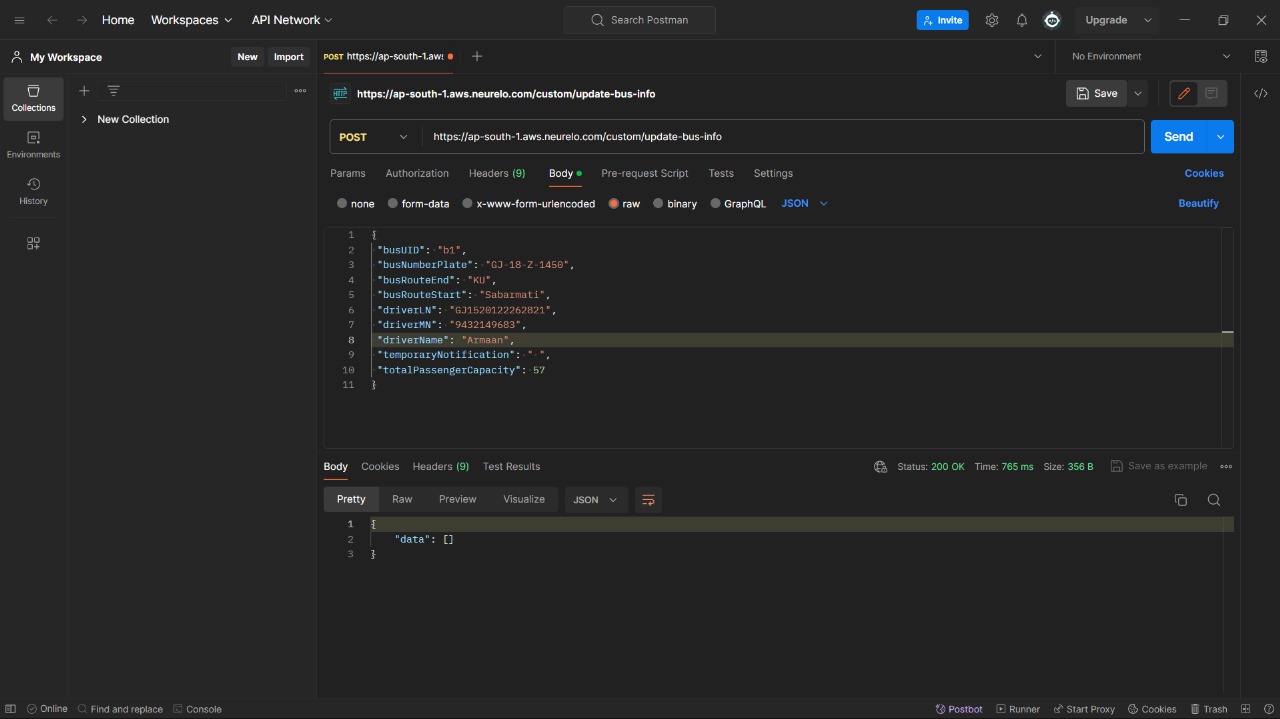 Home Workspaces API Network Search Postman Invite Upgrade
My Workspace New Import POST https://ap-south-1.aws No Environment
Collections
New Collection
Environments
History
https://ap-south-1.aws.neurelo.com/custom/update-bus-info Save
POST https://ap-south-1.aws.neurelo.com/custom/update-bus-info Send
Params Authorization Headers (9) Body Pre-request Script Tests Settings Cookies
none form-data x-www-form-urlencoded raw binary GraphQL JSON Beautify
1 {
2 "busUID": "b1",
3 "busNumberPlate": "GJ-18-Z-1450",
4 "busRouteEnd": "KU",
5 "busRouteStart": "Sabarmati",
6 "driverLN": "GJ1520122262821",
7 "driverMN": "9432149683",
8 "driverName": "Armaan",
9 "temporaryNotification": " ",
10 "totalPassengerCapacity": 57
11 }
Body Cookies Headers (9) Test Results Status: 200 OK Time: 765 ms Size: 356 B Save as example
Pretty Raw Preview Visualize JSON
1 {
2 "data": []
3 }
Online Find and replace Console Postbot Runner Start Proxy Cookies Trash